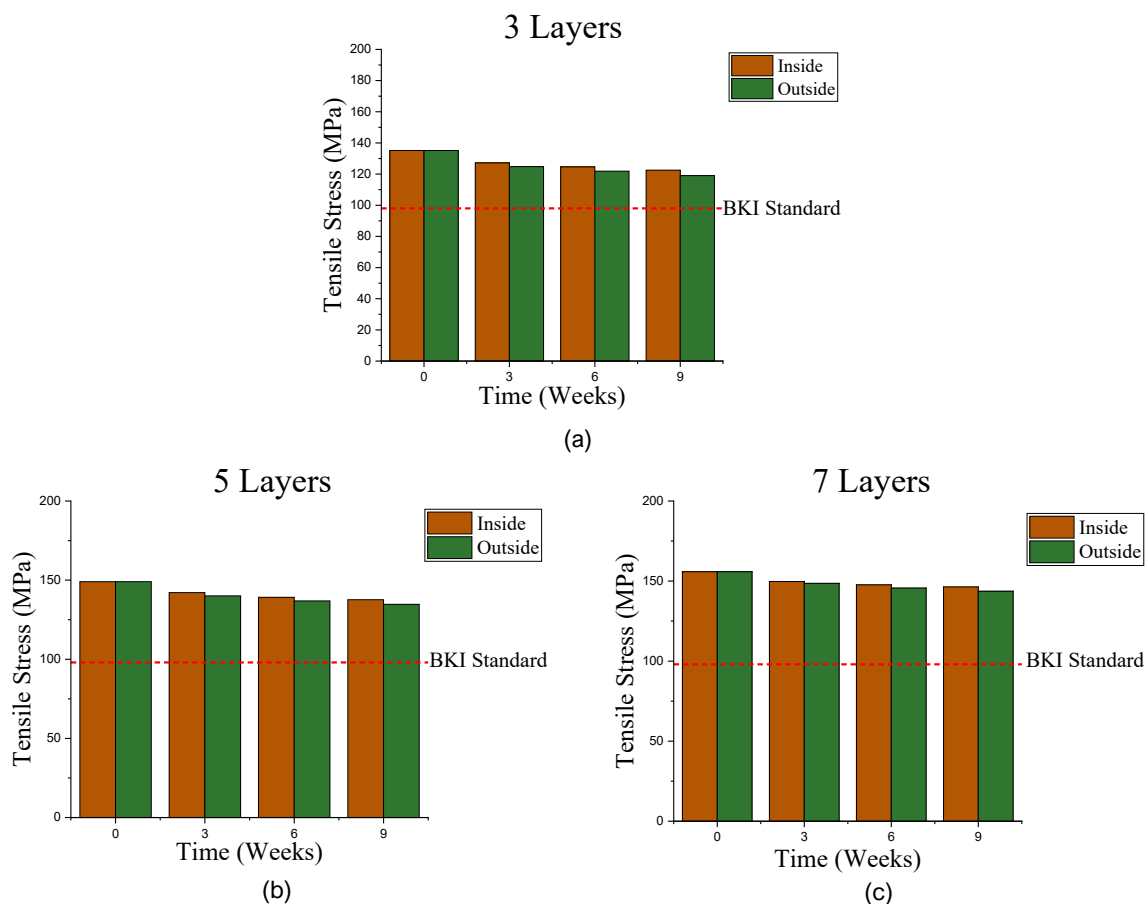 3 Layers
200
180
160
140
120
100
80
60
40
20
0
Tensile Stress (MPa)
Inside
Outside
BKI Standard
0 3 6 9
Time (Weeks)
(a)
5 Layers
200
150
100
50
0
Tensile Stress (MPa)
Inside
Outside
BKI Standard
0 3 6 9
Time (Weeks)
(b)
7 Layers
200
150
100
50
0
Tensile Stress (MPa)
Inside
Outside
BKI Standard
0 3 6 9
Time (Weeks)
(c)